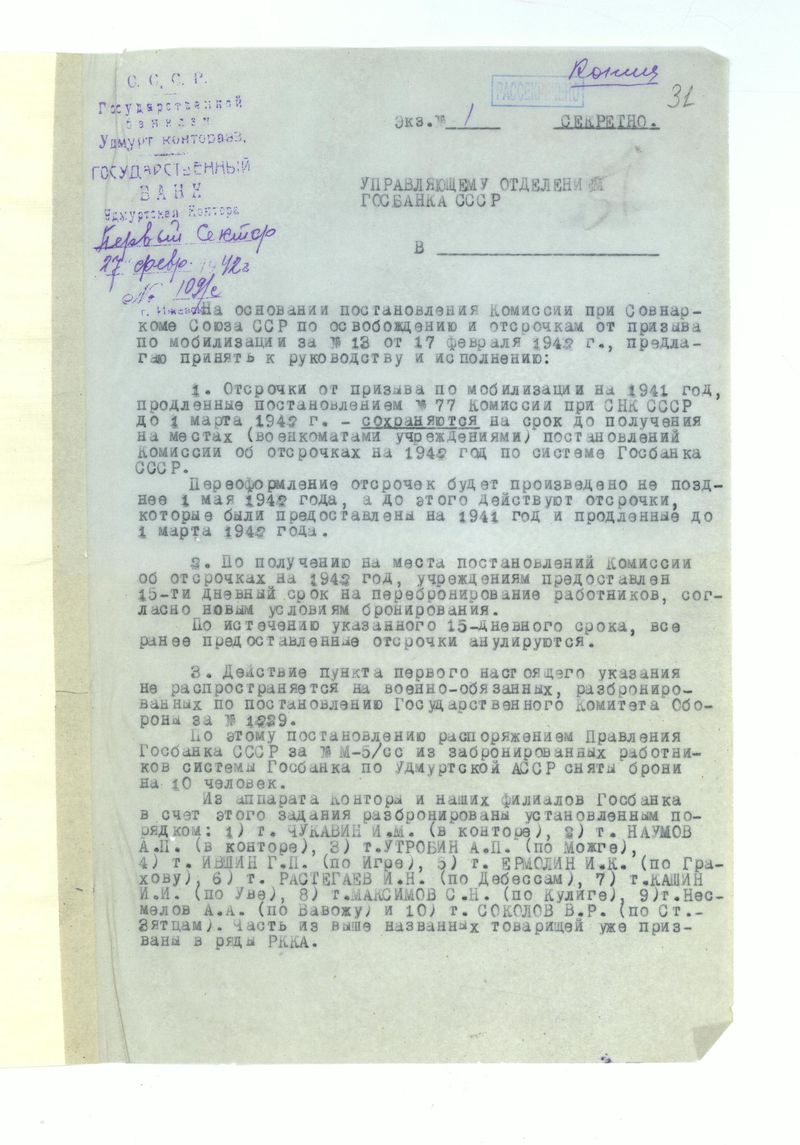 С.С.С.Р.
Государственной
Удмурт контораяз.
ГОСУДАРСТВЕННЫЙ
БАНК
Удмуртская Контора
Первый Сектор
27 февр. 1942г
№ 109/с
г. Ижевск
Копия
РАССЕКРЕЧЕНО
31
Экз.№ 1 СЕКРЕТНО.
УПРАВЛЯЮЩЕМУ ОТДЕЛЕНИЕМ
ГОСБАНКА СССР
51
В
На основании постановления Комиссии при Совнар-
коме Союза ССР по освобождению и отсрочкам от призыва
по мобилизации за № 13 от 17 февраля 1942 г., предла-
гаю принять к руководству и исполнению:
1. Отсрочки от призыва по мобилизации на 1941 год,
продленные постановлением № 77 Комиссии при СНК СССР
до 1 марта 1942 г. - сохраняются на срок до получения
на местах (военкоматами учреждениями) постановлений
Комиссии об отсрочках на 1942 год по системе Госбанка
СССР.
Переоформление отсрочек будет произведено не позд-
нее 1 мая 1942 года, а до этого действуют отсрочки,
которые были предоставлены на 1941 год и продленные до
1 марта 1942 года.
2. По получению на места постановлений Комиссии
об отсрочках на 1942 год, учреждениям предоставлен
15-ти дневный срок на перебронирование работников, сог-
ласно новым условиям бронирования.
По истечению указанного 15-дневного срока, все
ранее предоставленные отсрочки анулируются.
3. Действие пункта первого настоящего указания
не распространяется на военно-обязанных, разброниро-
ванных по постановлению Государственного Комитета Обо-
роны за № 1229.
По этому постановлению распоряжением Правления
Госбанка СССР за № М-5/сс из забронированных работни-
ков системы Госбанка по Удмуртской АССР сняты брони
на 10 человек.
Из аппарата Конторы и наших филиалов Госбанка
в счет этого задания разбронированы установленным по-
рядком: 1) т. ЧУКАВИН И.М. (в конторе), 2) т. НАУМОВ
А.П. (в конторе), 3) т.УТРОБИН А.П. (по Можге),
4) т. ИВШИН Г.П. (по Игре), 5) т. ЕРМОЛИН И.К. (по Гра-
хову), 6) т. РАСТЕГАЕВ И.Н. (по Дебессам), 7) т.КАШИН
И.И. (по Уве), 8) т.МАКСИМОВ С.Н. (по Кулиге), 9)т.Нес-
мелов А.А. (по Вавожу) и 10) т. СОКОЛОВ В.Р. (по Ст.-
Зятцам). Часть из выше названных товарищей уже приз-
ваны в ряды РККА.